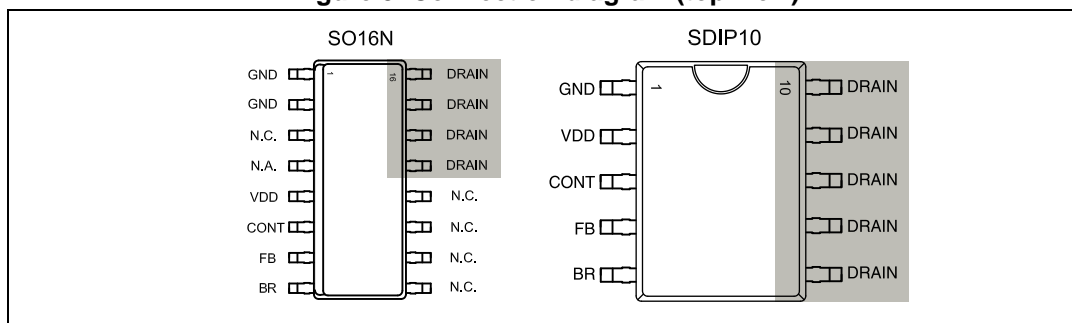 SO16N
GND 1 16 DRAIN
GND DRAIN
N.C. DRAIN
N.A. DRAIN
VDD N.C.
CONT N.C.
FB N.C.
BR N.C.
SDIP10
GND 1 10 DRAIN
VDD DRAIN
CONT DRAIN
FB DRAIN
BR DRAIN